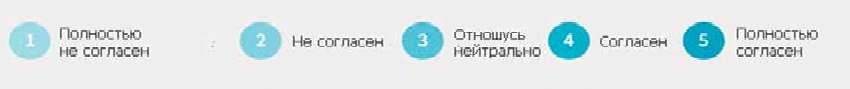 1 Полностью не согласен
2 Не согласен
3 Отношусь нейтрально
4 Согласен
5 Полностью согласен